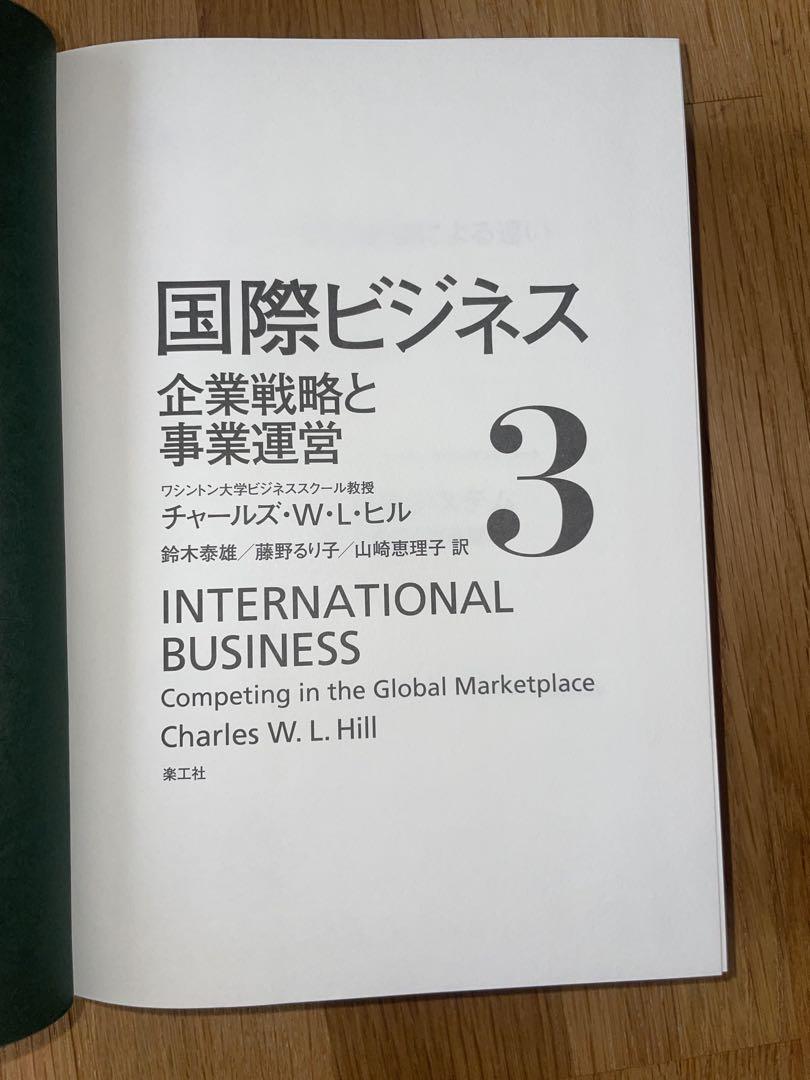 国際ビジネス
企業戦略と
事業運営
3
ワシントン大学ビジネススクール教授
チャールズ・W・L・ヒル
鈴木泰雄／藤野るり子／山崎恵理子 訳
INTERNATIONAL
BUSINESS
Competing in the Global Marketplace
Charles W. L. Hill
楽工社